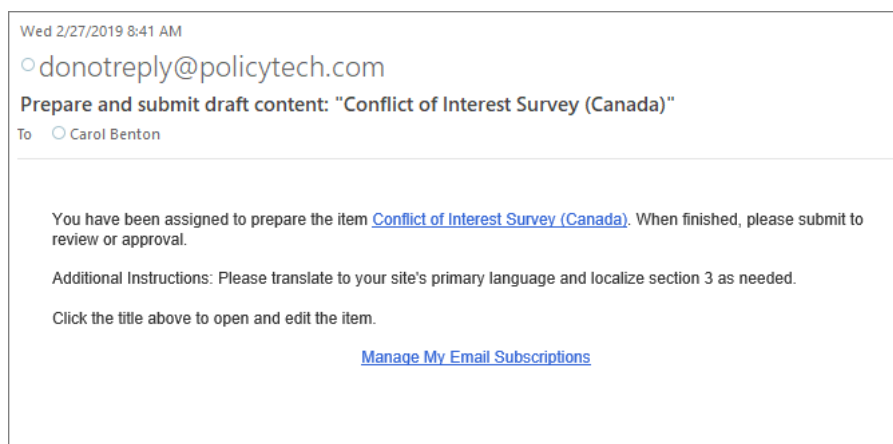 Wed 2/27/2019 8:41 AM
donotreply@policytech.com
Prepare and submit draft content: "Conflict of Interest Survey (Canada)"
To Carol Benton
You have been assigned to prepare the item Conflict of Interest Survey (Canada). When finished, please submit to
review or approval.
Additional Instructions: Please translate to your site's primary language and localize section 3 as needed.
Click the title above to open and edit the item.
Manage My Email Subscriptions